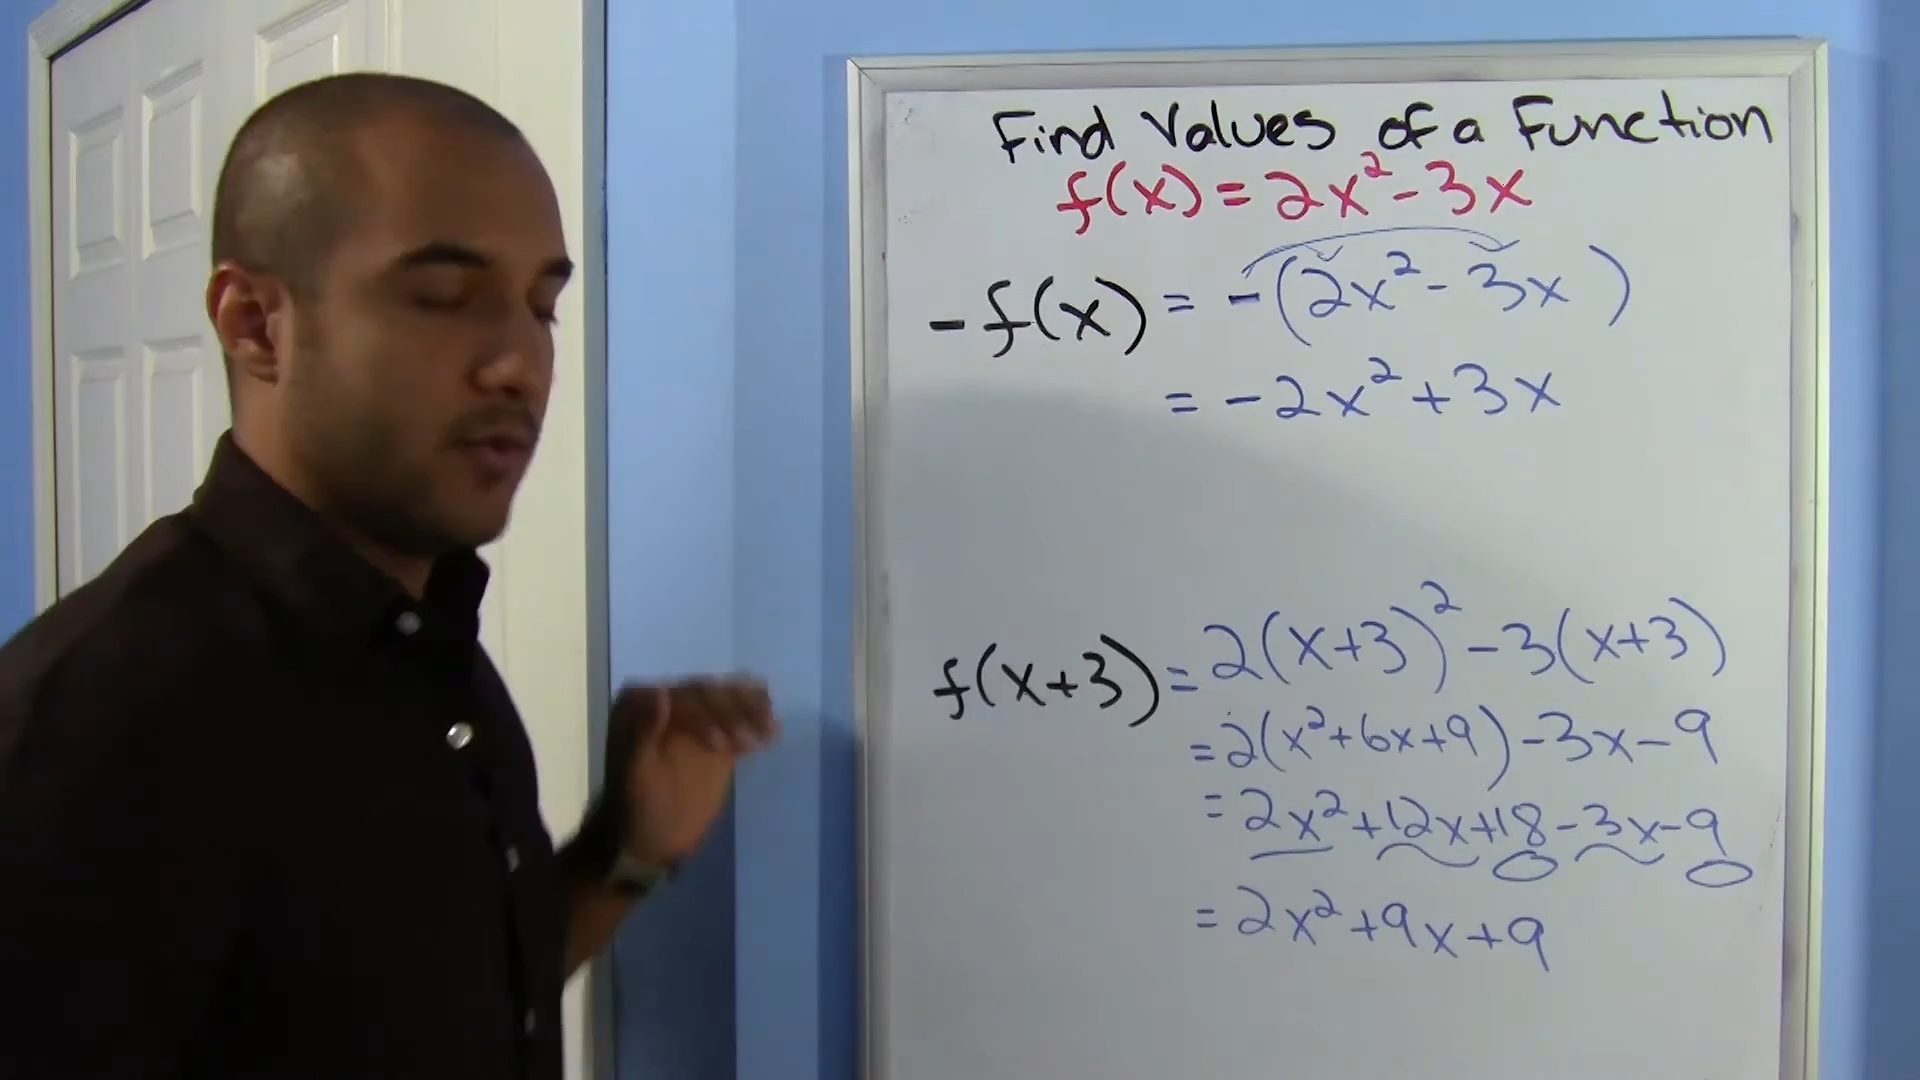 Find Values of a Function
f(x) = 2x² - 3x
-f(x) = -(2x² - 3x)
= -2x² + 3x
f(x+3) = 2(x+3)² - 3(x+3)
= 2(x²+6x+9) - 3x - 9
= 2x² + 12x + 18 - 3x - 9
= 2x² + 9x + 9